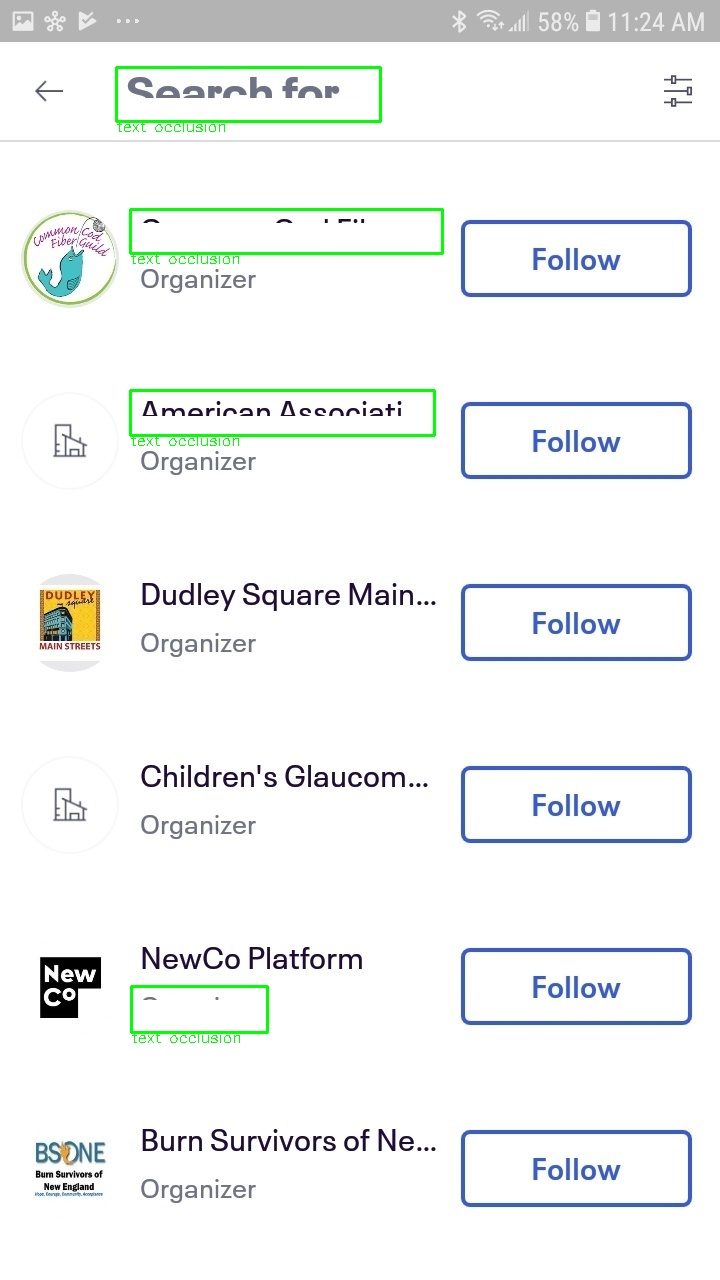 58% 11:24 AM
Search for
text occlusion
Common Cod Fiber Guild
text occlusion
Organizer
Follow
American Associati
text occlusion
Organizer
Follow
DUDLEY
square
MAIN STREETS
Dudley Square Main...
Organizer
Follow
Children's Glaucom...
Organizer
Follow
New
Co
NewCo Platform
text occlusion
Follow
BSONE
Burn Survivors of
New England
Burn Survivors of Ne...
Organizer
Follow